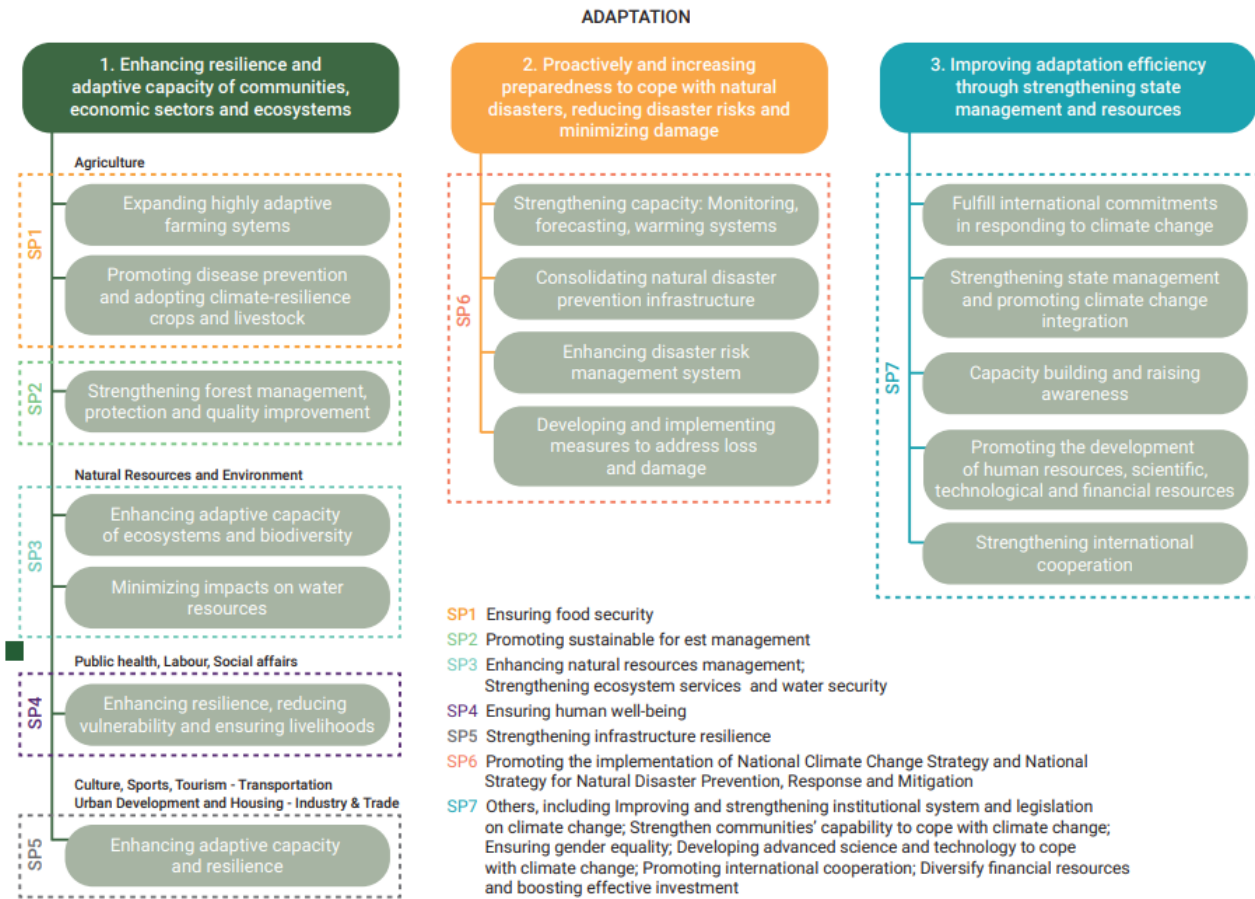 ADAPTATION
1. Enhancing resilience and
adaptive capacity of communities,
economic sectors and ecosystems
Agriculture
SP1
Expanding highly adaptive
farming sytems
Promoting disease prevention
and adopting climate-resilience
crops and livestock
SP2
Strengthening forest management,
protection and quality improvement
Natural Resources and Environment
SP3
Enhancing adaptive capacity
of ecosystems and biodiversity
Minimizing impacts on water
resources
Public health, Labour, Social affairs
SP4
Enhancing resilience, reducing
vulnerability and ensuring livelihoods
Culture, Sports, Tourism - Transportation
Urban Development and Housing - Industry & Trade
SP5
Enhancing adaptive capacity
and resilience
2. Proactively and increasing
preparedness to cope with natural
disasters, reducing disaster risks and
minimizing damage
SP6
Strengthening capacity: Monitoring,
forecasting, warming systems
Consolidating natural disaster
prevention infrastructure
Enhancing disaster risk
management system
Developing and implementing
measures to address loss
and damage
3. Improving adaptation efficiency
through strengthening state
management and resources
SP7
Fulfill international commitments
in responding to climate change
Strengthening state management
and promoting climate change
integration
Capacity building and raising
awareness
Promoting the development
of human resources, scientific,
technological and financial resources
Strengthening international
cooperation
SP1 Ensuring food security
SP2 Promoting sustainable for est management
SP3 Enhancing natural resources management;
Strengthening ecosystem services and water security
SP4 Ensuring human well-being
SP5 Strengthening infrastructure resilience
SP6 Promoting the implementation of National Climate Change Strategy and National
Strategy for Natural Disaster Prevention, Response and Mitigation
SP7 Others, including Improving and strengthening institutional system and legislation
on climate change; Strengthen communities' capability to cope with climate change;
Ensuring gender equality; Developing advanced science and technology to cope
with climate change; Promoting international cooperation; Diversify financial resources
and boosting effective investment